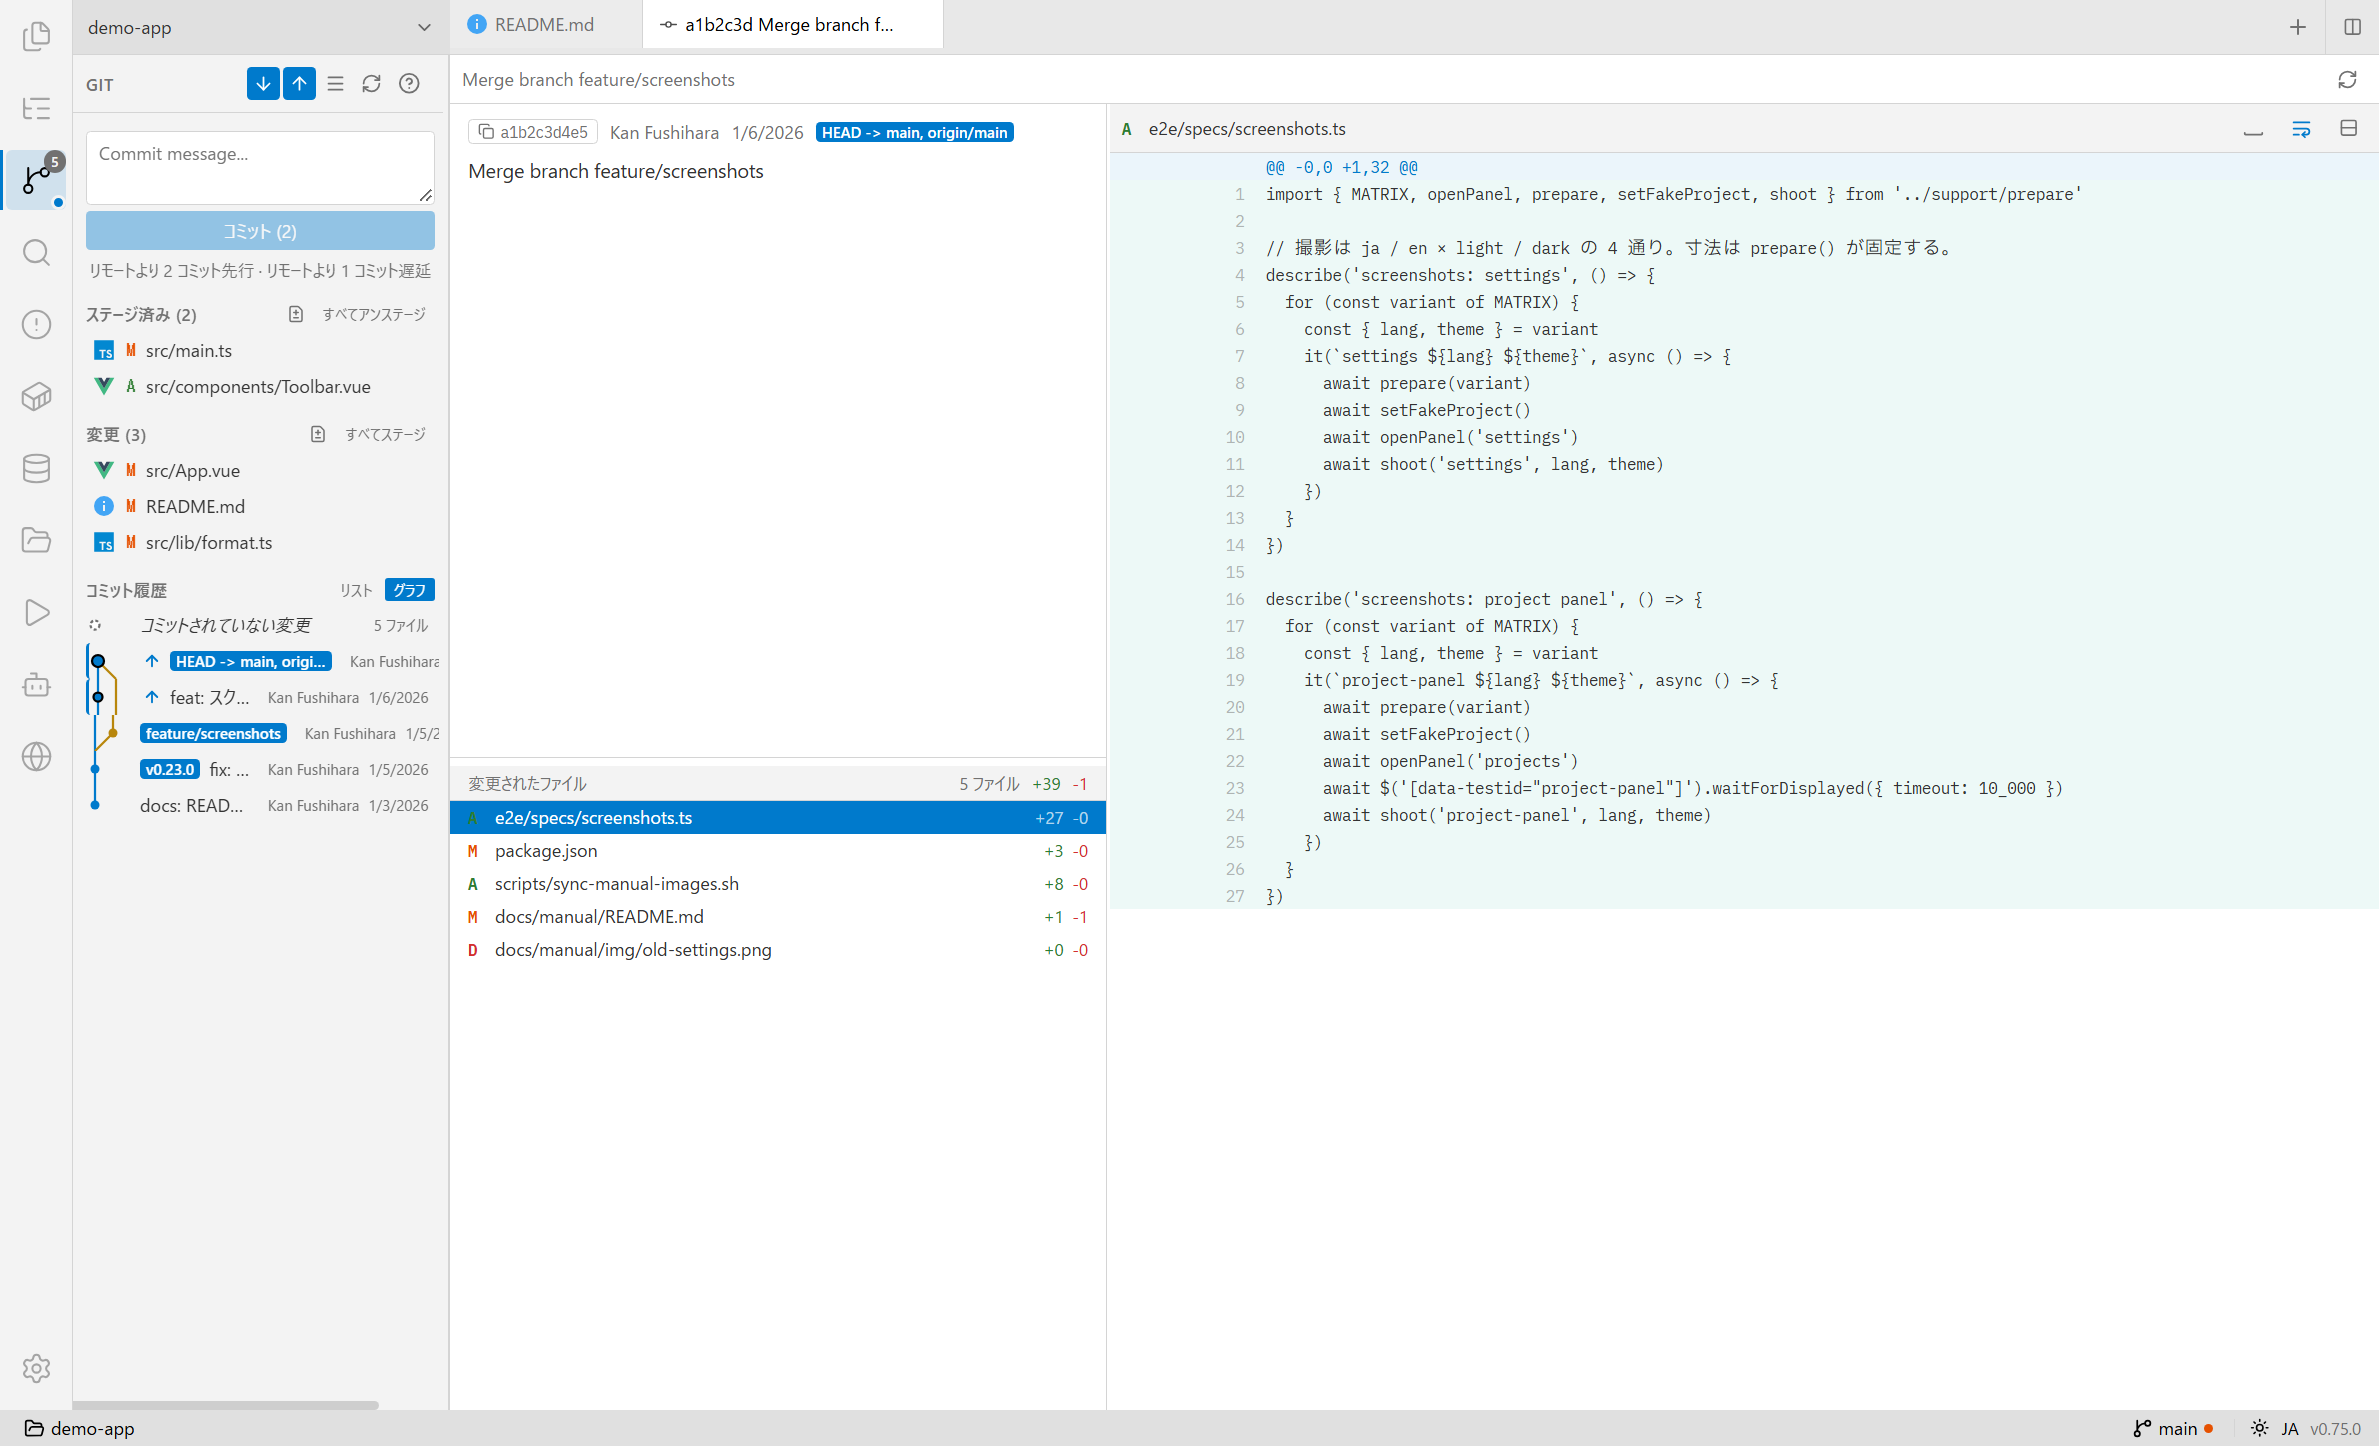 demo-app
README.md
a1b2c3d Merge branch f...
GIT
Merge branch feature/screenshots
5
Commit message...
コミット (2)
リモートより 2 コミット先行 · リモートより 1 コミット遅延
ステージ済み (2)
すべてアンステージ
TS M src/main.ts
A src/components/Toolbar.vue
変更 (3)
すべてステージ
M src/App.vue
M README.md
TS M src/lib/format.ts
コミット履歴
リスト
グラフ
コミットされていない変更
5 ファイル
HEAD -> main, origi...
Kan Fushihara
feat: スク...
Kan Fushihara 1/6/2026
feature/screenshots
Kan Fushihara 1/5/2
v0.23.0 fix: ...
Kan Fushihara 1/5/2026
docs: READ...
Kan Fushihara 1/3/2026
a1b2c3d4e5 Kan Fushihara 1/6/2026 HEAD -> main, origin/main
Merge branch feature/screenshots
変更されたファイル
5 ファイル +39 -1
A e2e/specs/screenshots.ts +27 -0
M package.json +3 -0
A scripts/sync-manual-images.sh +8 -0
M docs/manual/README.md +1 -1
D docs/manual/img/old-settings.png +0 -0
A e2e/specs/screenshots.ts
@@ -0,0 +1,32 @@
1 import { MATRIX, openPanel, prepare, setFakeProject, shoot } from '../support/prepare'
2
3 // 撮影は ja / en × light / dark の 4 通り。寸法は prepare() が固定する。
4 describe('screenshots: settings', () => {
5 for (const variant of MATRIX) {
6 const { lang, theme } = variant
7 it(`settings ${lang} ${theme}`, async () => {
8 await prepare(variant)
9 await setFakeProject()
10 await openPanel('settings')
11 await shoot('settings', lang, theme)
12 })
13 }
14 })
15
16 describe('screenshots: project panel', () => {
17 for (const variant of MATRIX) {
18 const { lang, theme } = variant
19 it(`project-panel ${lang} ${theme}`, async () => {
20 await prepare(variant)
21 await setFakeProject()
22 await openPanel('projects')
23 await $('[data-testid="project-panel"]').waitForDisplayed({ timeout: 10_000 })
24 await shoot('project-panel', lang, theme)
25 })
26 }
27 })
demo-app
main
JA
v0.75.0